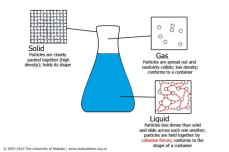 Solid
Particles are closely
packed together (high
density); holds its shape
Gas
Particles are spread out and
randomly collide; low density;
conforms to a container
Liquid
Particles less dense than solid
and slide across each one another;
particles are held together by
cohesive forces; conforms to the
shape of a container
© 2007-2010 The University of Waikato | www.sciencelearn.org.nz